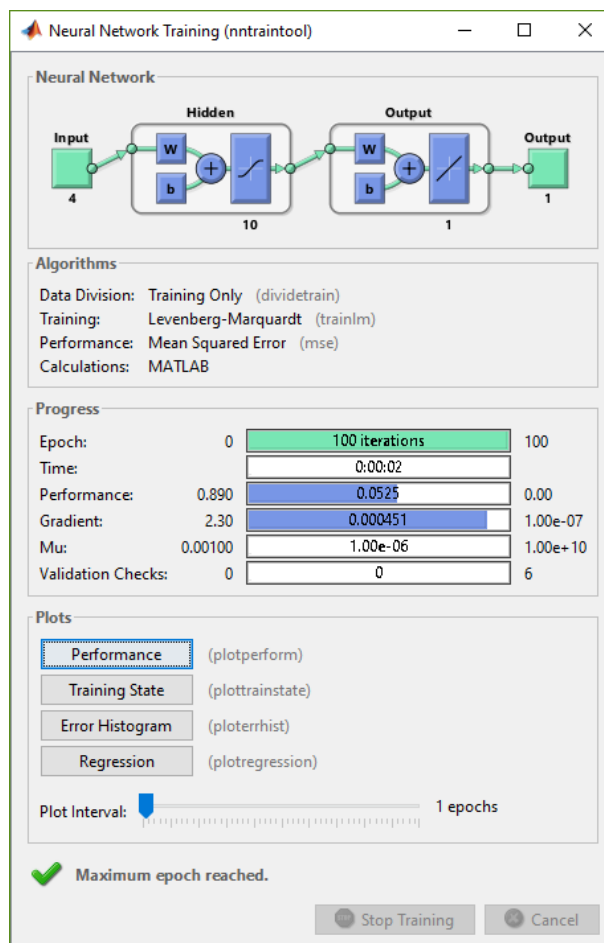 Neural Network Training (nntraintool)
Neural Network
Hidden Output
Input Output
W b W b
4 10 1 1
Algorithms
Data Division: Training Only (dividetrain)
Training: Levenberg-Marquardt (trainlm)
Performance: Mean Squared Error (mse)
Calculations: MATLAB
Progress
Epoch: 0 100 iterations 100
Time: 0:00:02
Performance: 0.890 0.0525 0.00
Gradient: 2.30 0.000451 1.00e-07
Mu: 0.00100 1.00e-06 1.00e+10
Validation Checks: 0 0 6
Plots
Performance (plotperform)
Training State (plottrainstate)
Error Histogram (ploterrhist)
Regression (plotregression)
Plot Interval: 1 epochs
Maximum epoch reached.
STOP Stop Training Cancel